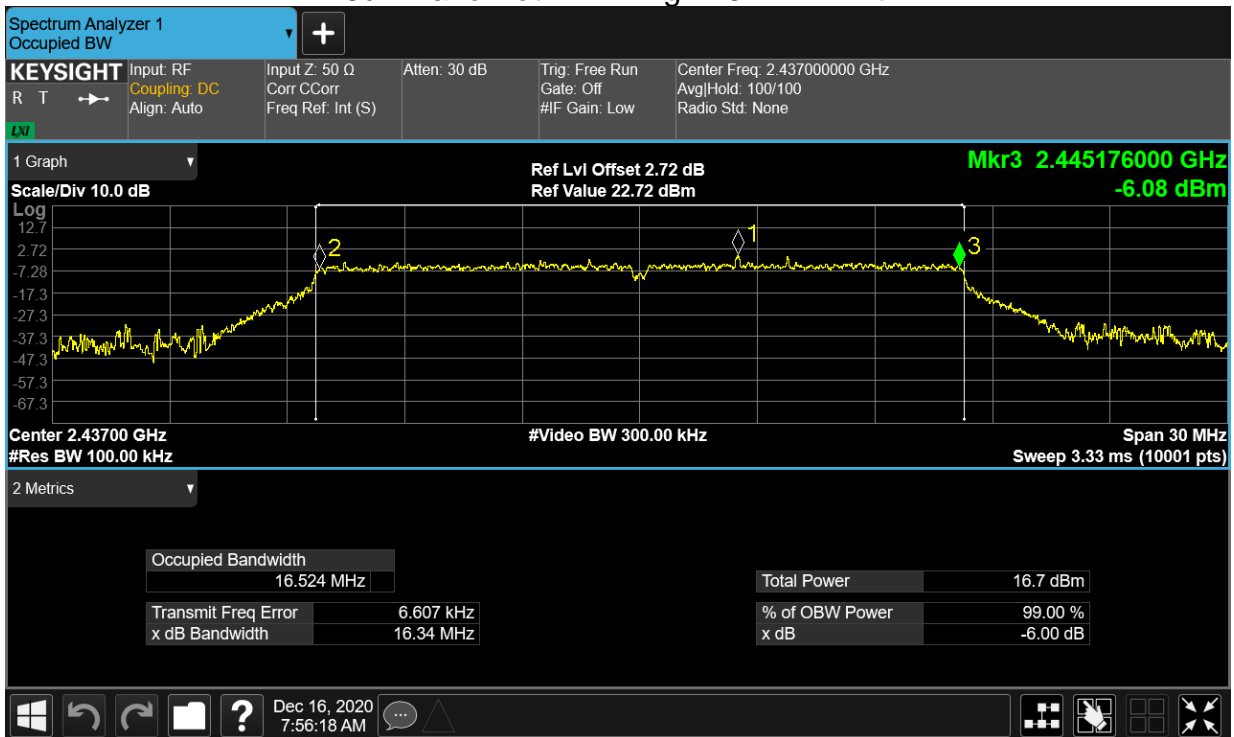 Spectrum Analyzer 1
Occupied BW
▼
+
KEYSIGHT
R T
LXI
Input: RF
Coupling: DC
Align: Auto
Input Z: 50 Ω
Corr CCorr
Freq Ref: Int (S)
Atten: 30 dB
Trig: Free Run
Gate: Off
#IF Gain: Low
Center Freq: 2.437000000 GHz
Avg|Hold: 100/100
Radio Std: None
1 Graph ▼
Scale/Div 10.0 dB
Ref Lvl Offset 2.72 dB
Ref Value 22.72 dBm
Mkr3 2.445176000 GHz
-6.08 dBm
Log
12.7
2.72
-7.28
-17.3
-27.3
-37.3
-47.3
-57.3
-67.3
2
1
3
Center 2.43700 GHz
#Res BW 100.00 kHz
#Video BW 300.00 kHz
Span 30 MHz
Sweep 3.33 ms (10001 pts)
2 Metrics ▼
Occupied Bandwidth
16.524 MHz
Transmit Freq Error 6.607 kHz
x dB Bandwidth 16.34 MHz
Total Power 16.7 dBm
% of OBW Power 99.00 %
x dB -6.00 dB
?
Dec 16, 2020
7:56:18 AM